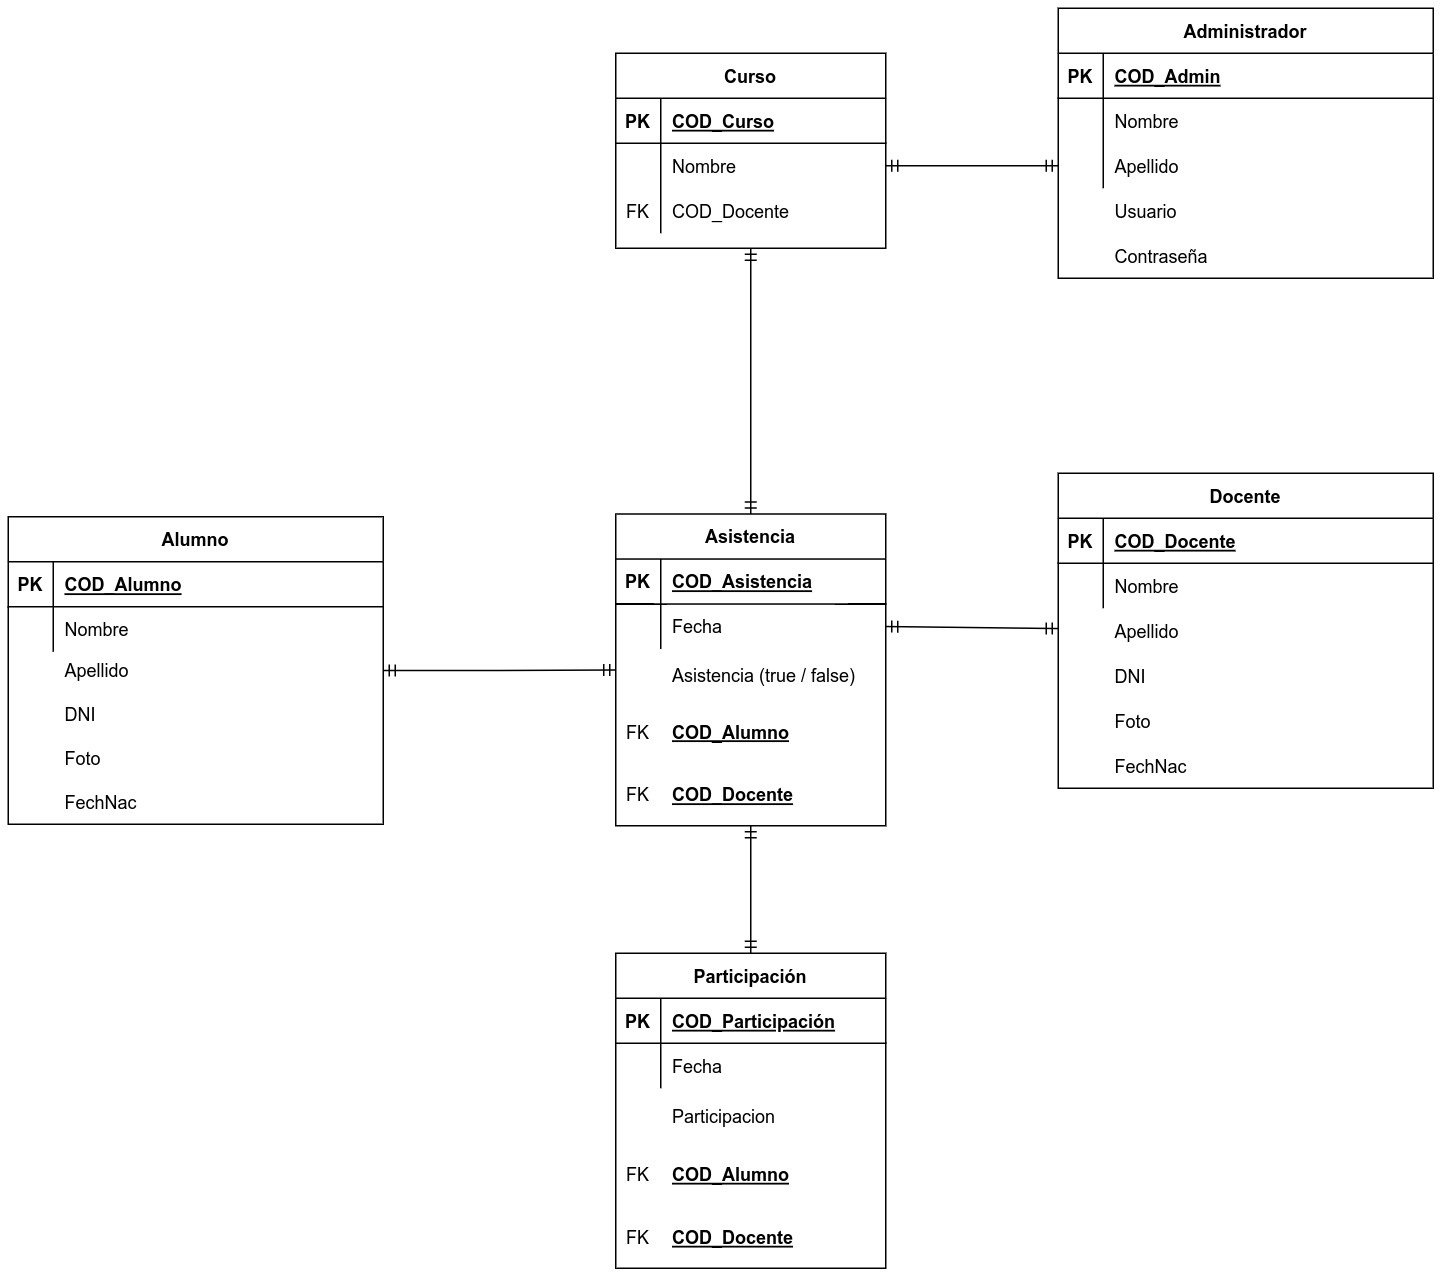 Administrador
PK COD_Admin
Nombre
Apellido
Usuario
Contraseña
Curso
PK COD_Curso
Nombre
FK COD_Docente
Alumno
PK COD_Alumno
Nombre
Apellido
DNI
Foto
FechNac
Asistencia
PK COD_Asistencia
Fecha
Asistencia (true / false)
FK COD_Alumno
FK COD_Docente
Docente
PK COD_Docente
Nombre
Apellido
DNI
Foto
FechNac
Participación
PK COD_Participación
Fecha
Participacion
FK COD_Alumno
FK COD_Docente